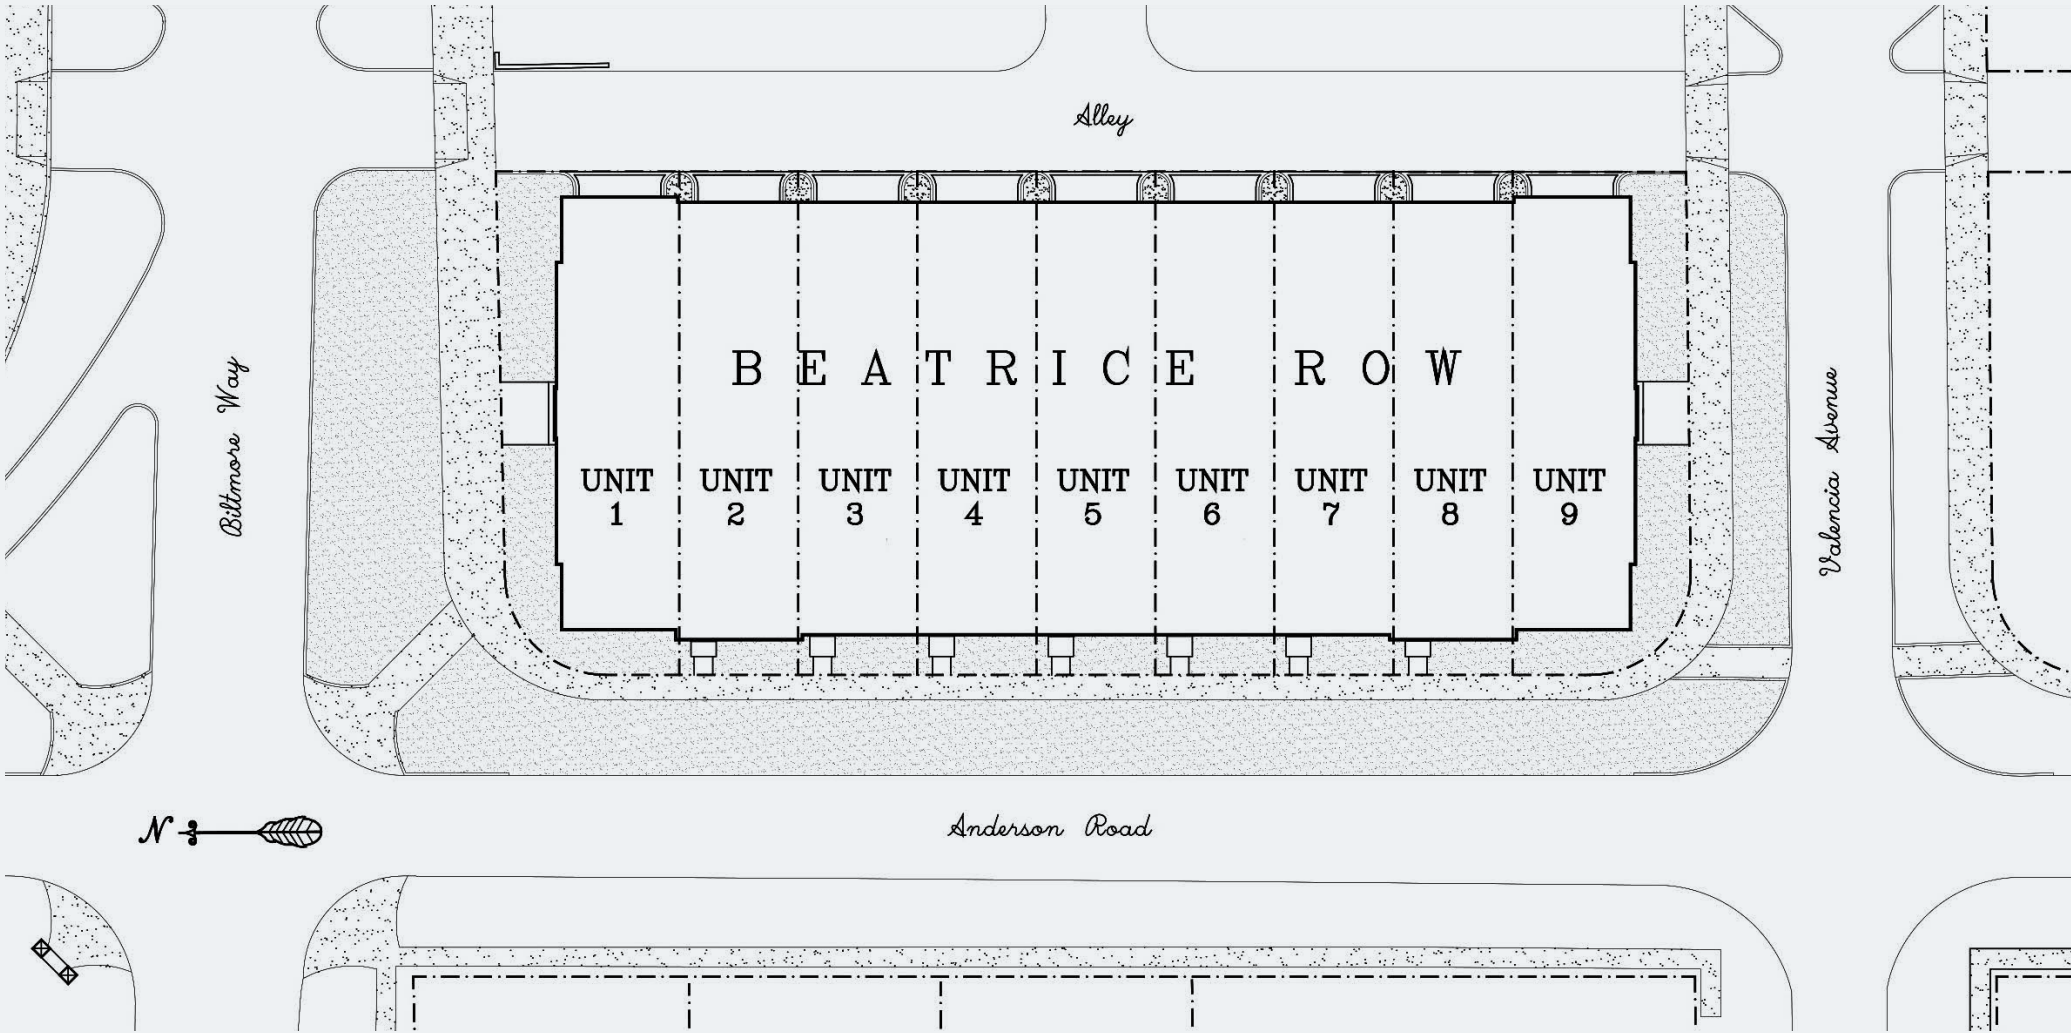 Alley
BEATRICE ROW
Biltmore Way
Valencia Avenue
UNIT 1
UNIT 2
UNIT 3
UNIT 4
UNIT 5
UNIT 6
UNIT 7
UNIT 8
UNIT 9
N
Anderson Road